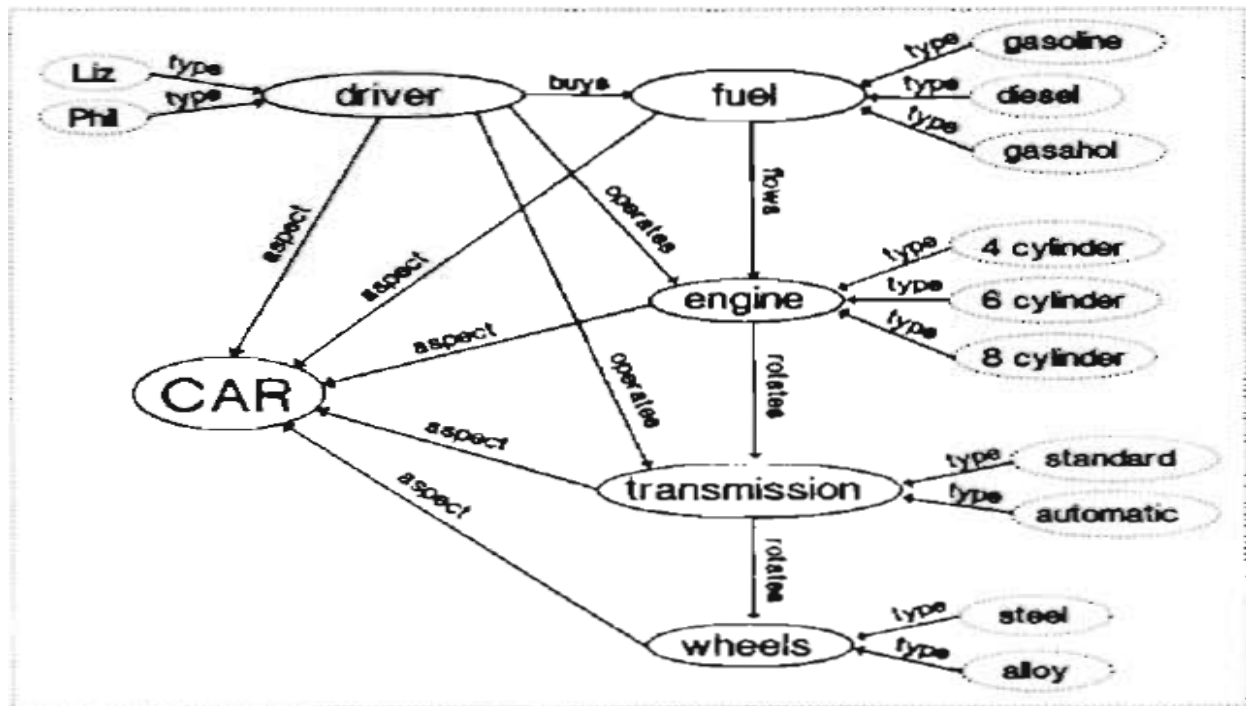 Liz
type
Phil
type
driver
buys
fuel
type
gasoline
type
diesel
type
gasahol
aspect
aspect
operates
flows
engine
type
4 cylinder
type
6 cylinder
type
8 cylinder
aspect
operates
rotates
CAR
aspect
transmission
type
standard
type
automatic
aspect
rotates
wheels
type
steel
type
alloy